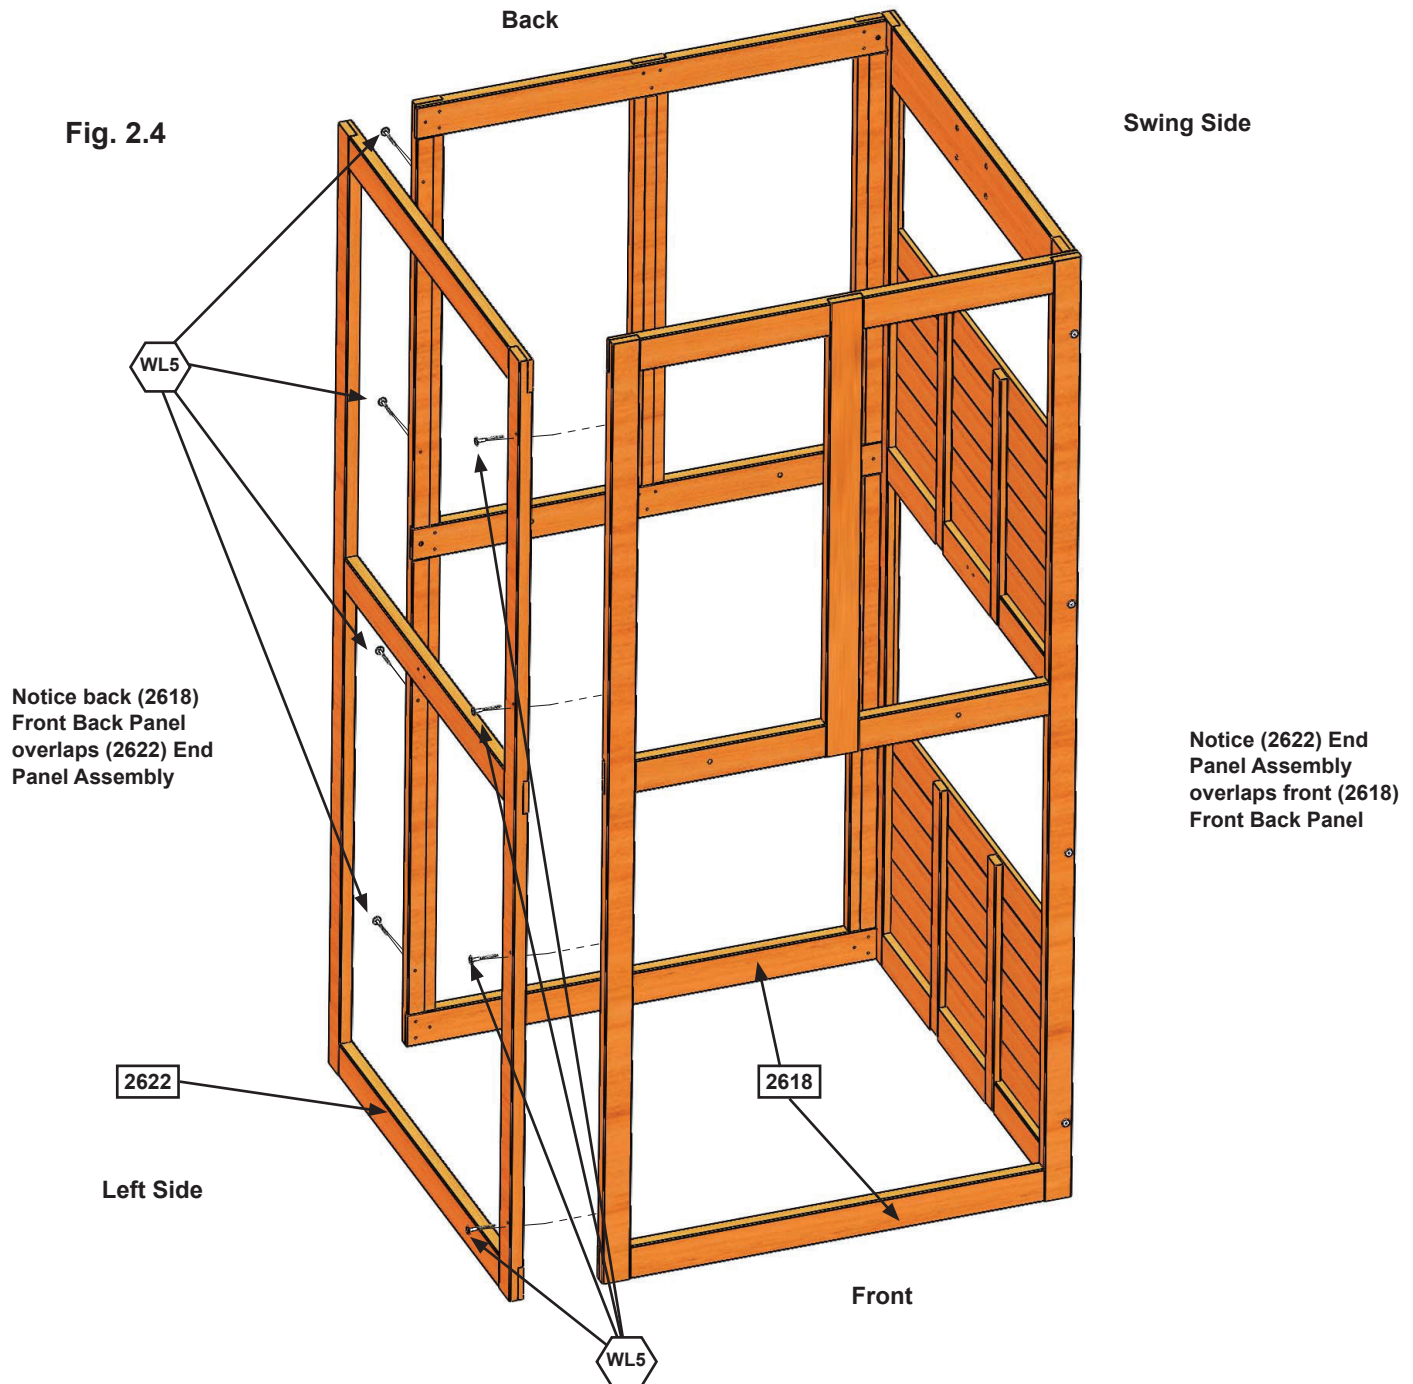 Back
Fig. 2.4
Swing Side
WL5
Notice back (2618)
Front Back Panel
overlaps (2622) End
Panel Assembly
Notice (2622) End
Panel Assembly
overlaps front (2618)
Front Back Panel
2622
2618
Left Side
Front
WL5